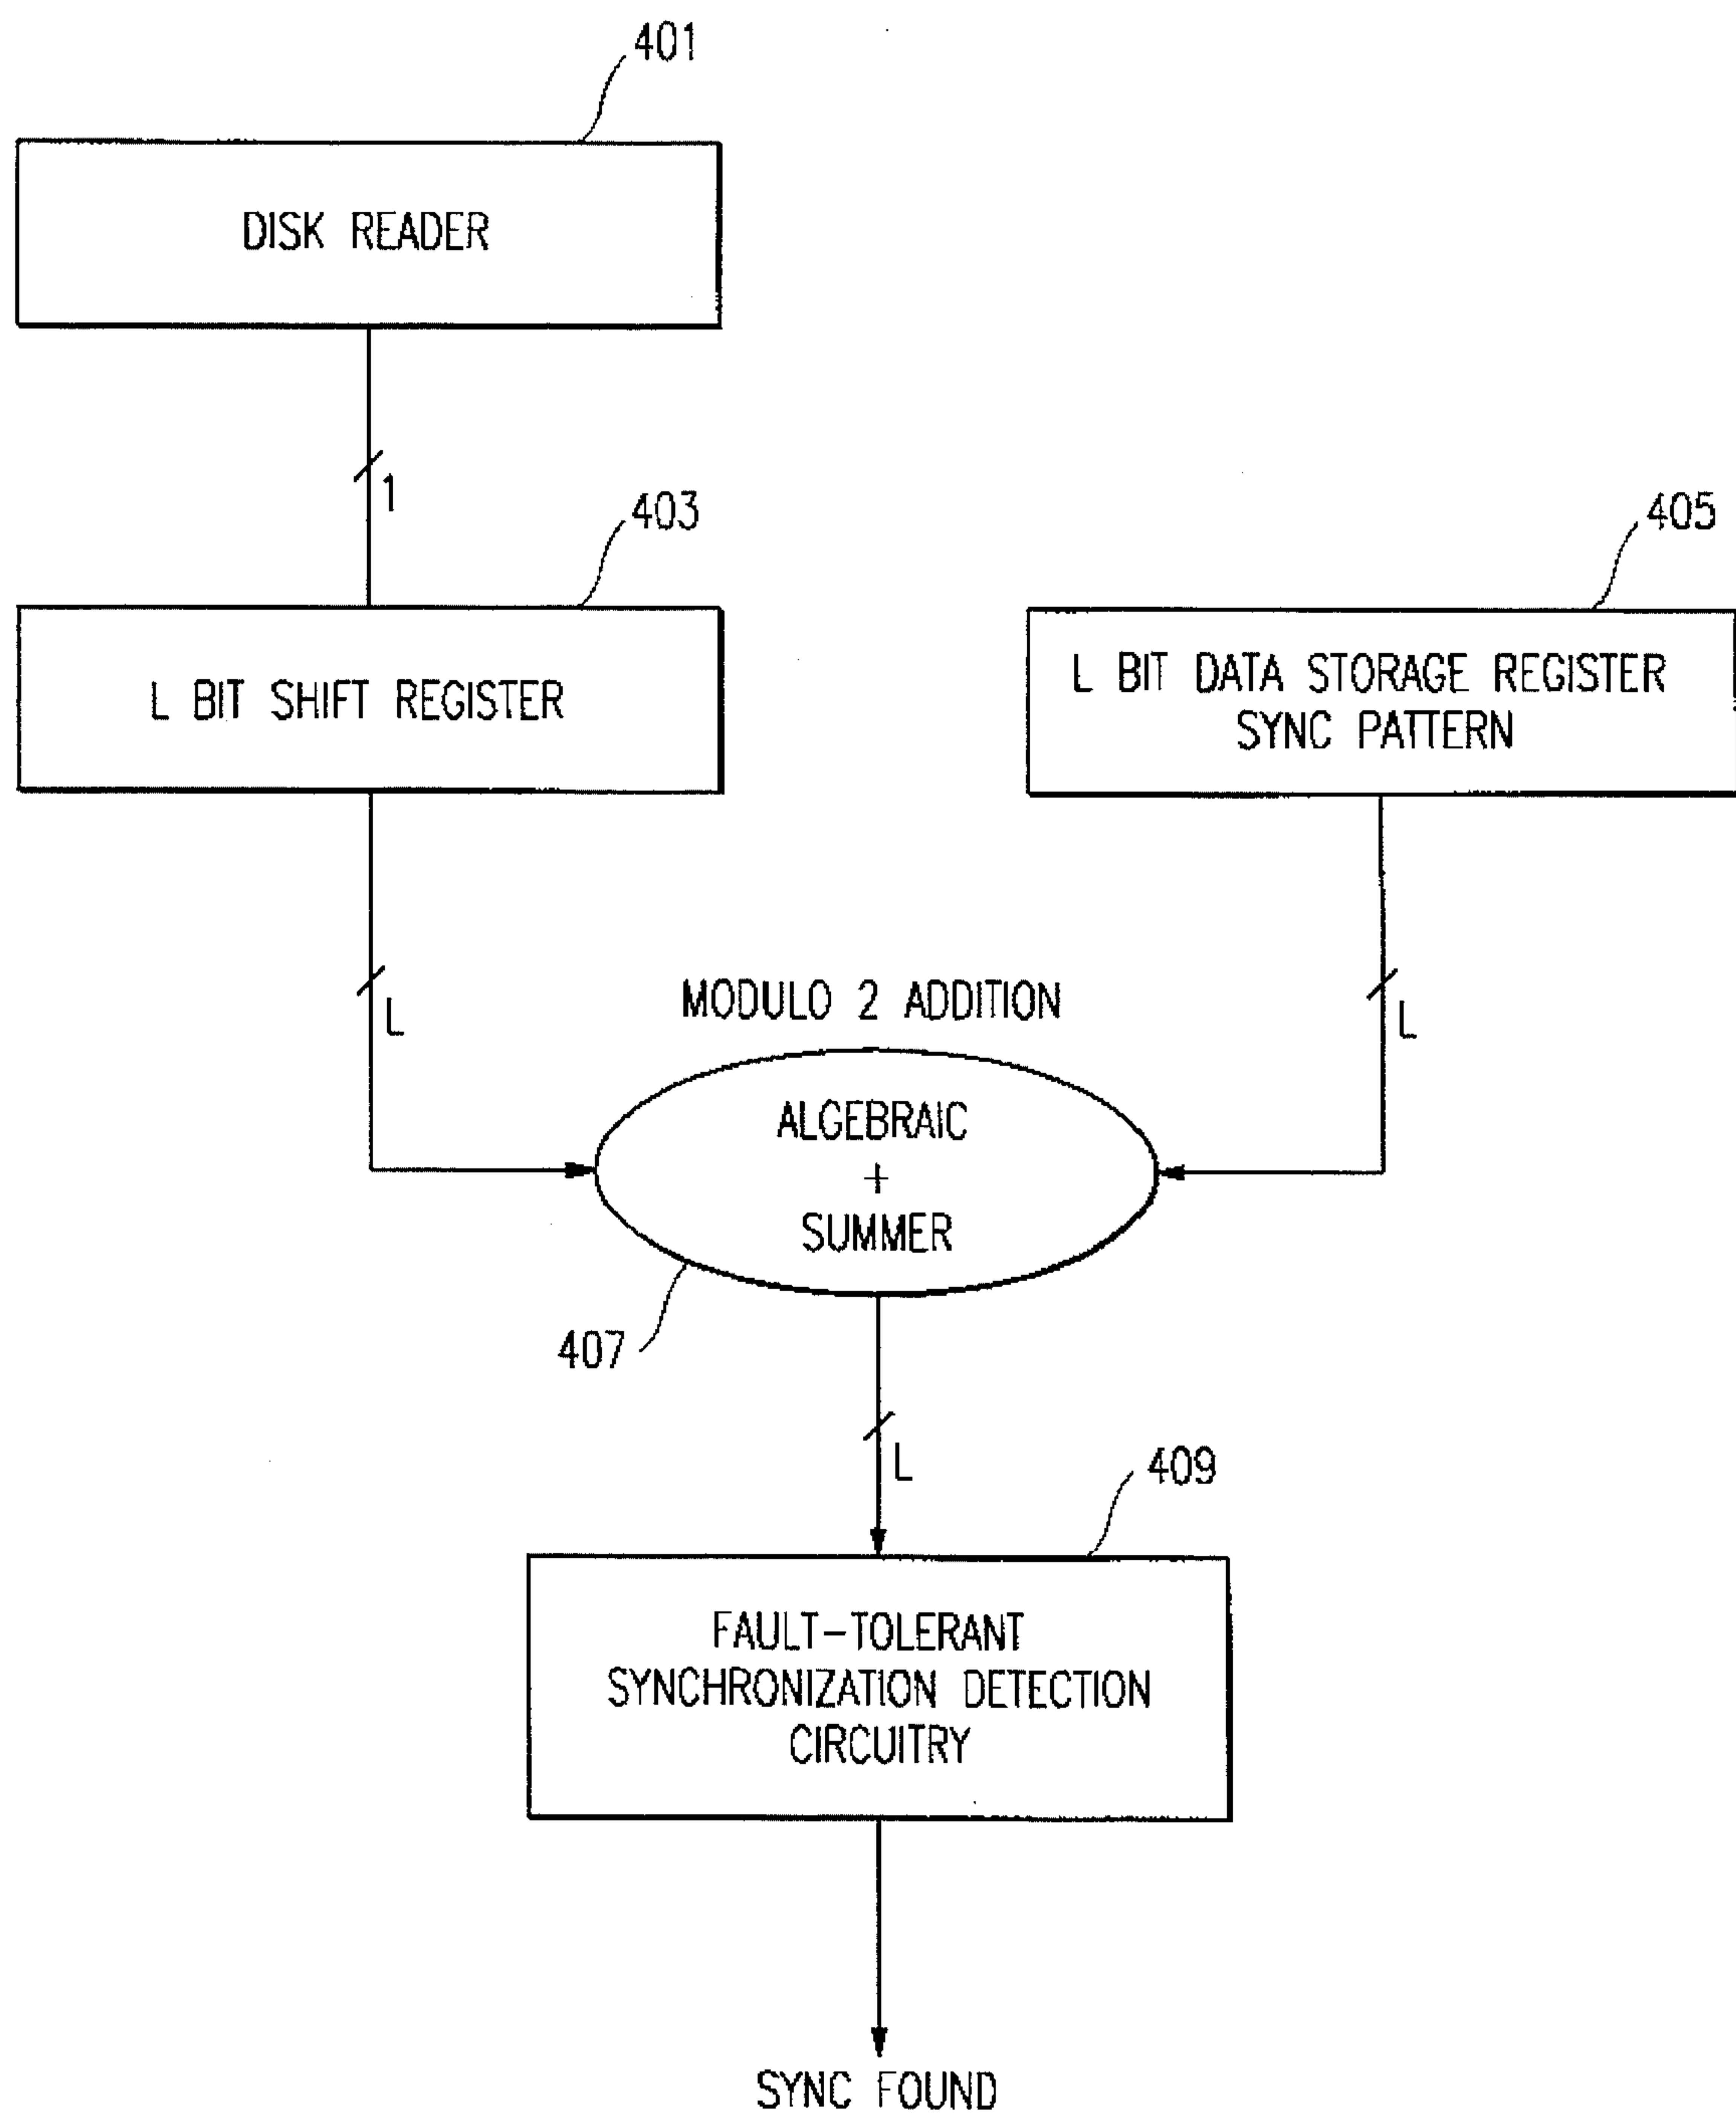 401
DISK READER
1
403
L BIT SHIFT REGISTER
405
L BIT DATA STORAGE REGISTER
SYNC PATTERN
L
L
MODULO 2 ADDITION
ALGEBRAIC
+
SUMMER
407
L
409
FAULT-TOLERANT
SYNCHRONIZATION DETECTION
CIRCUITRY
SYNC FOUND